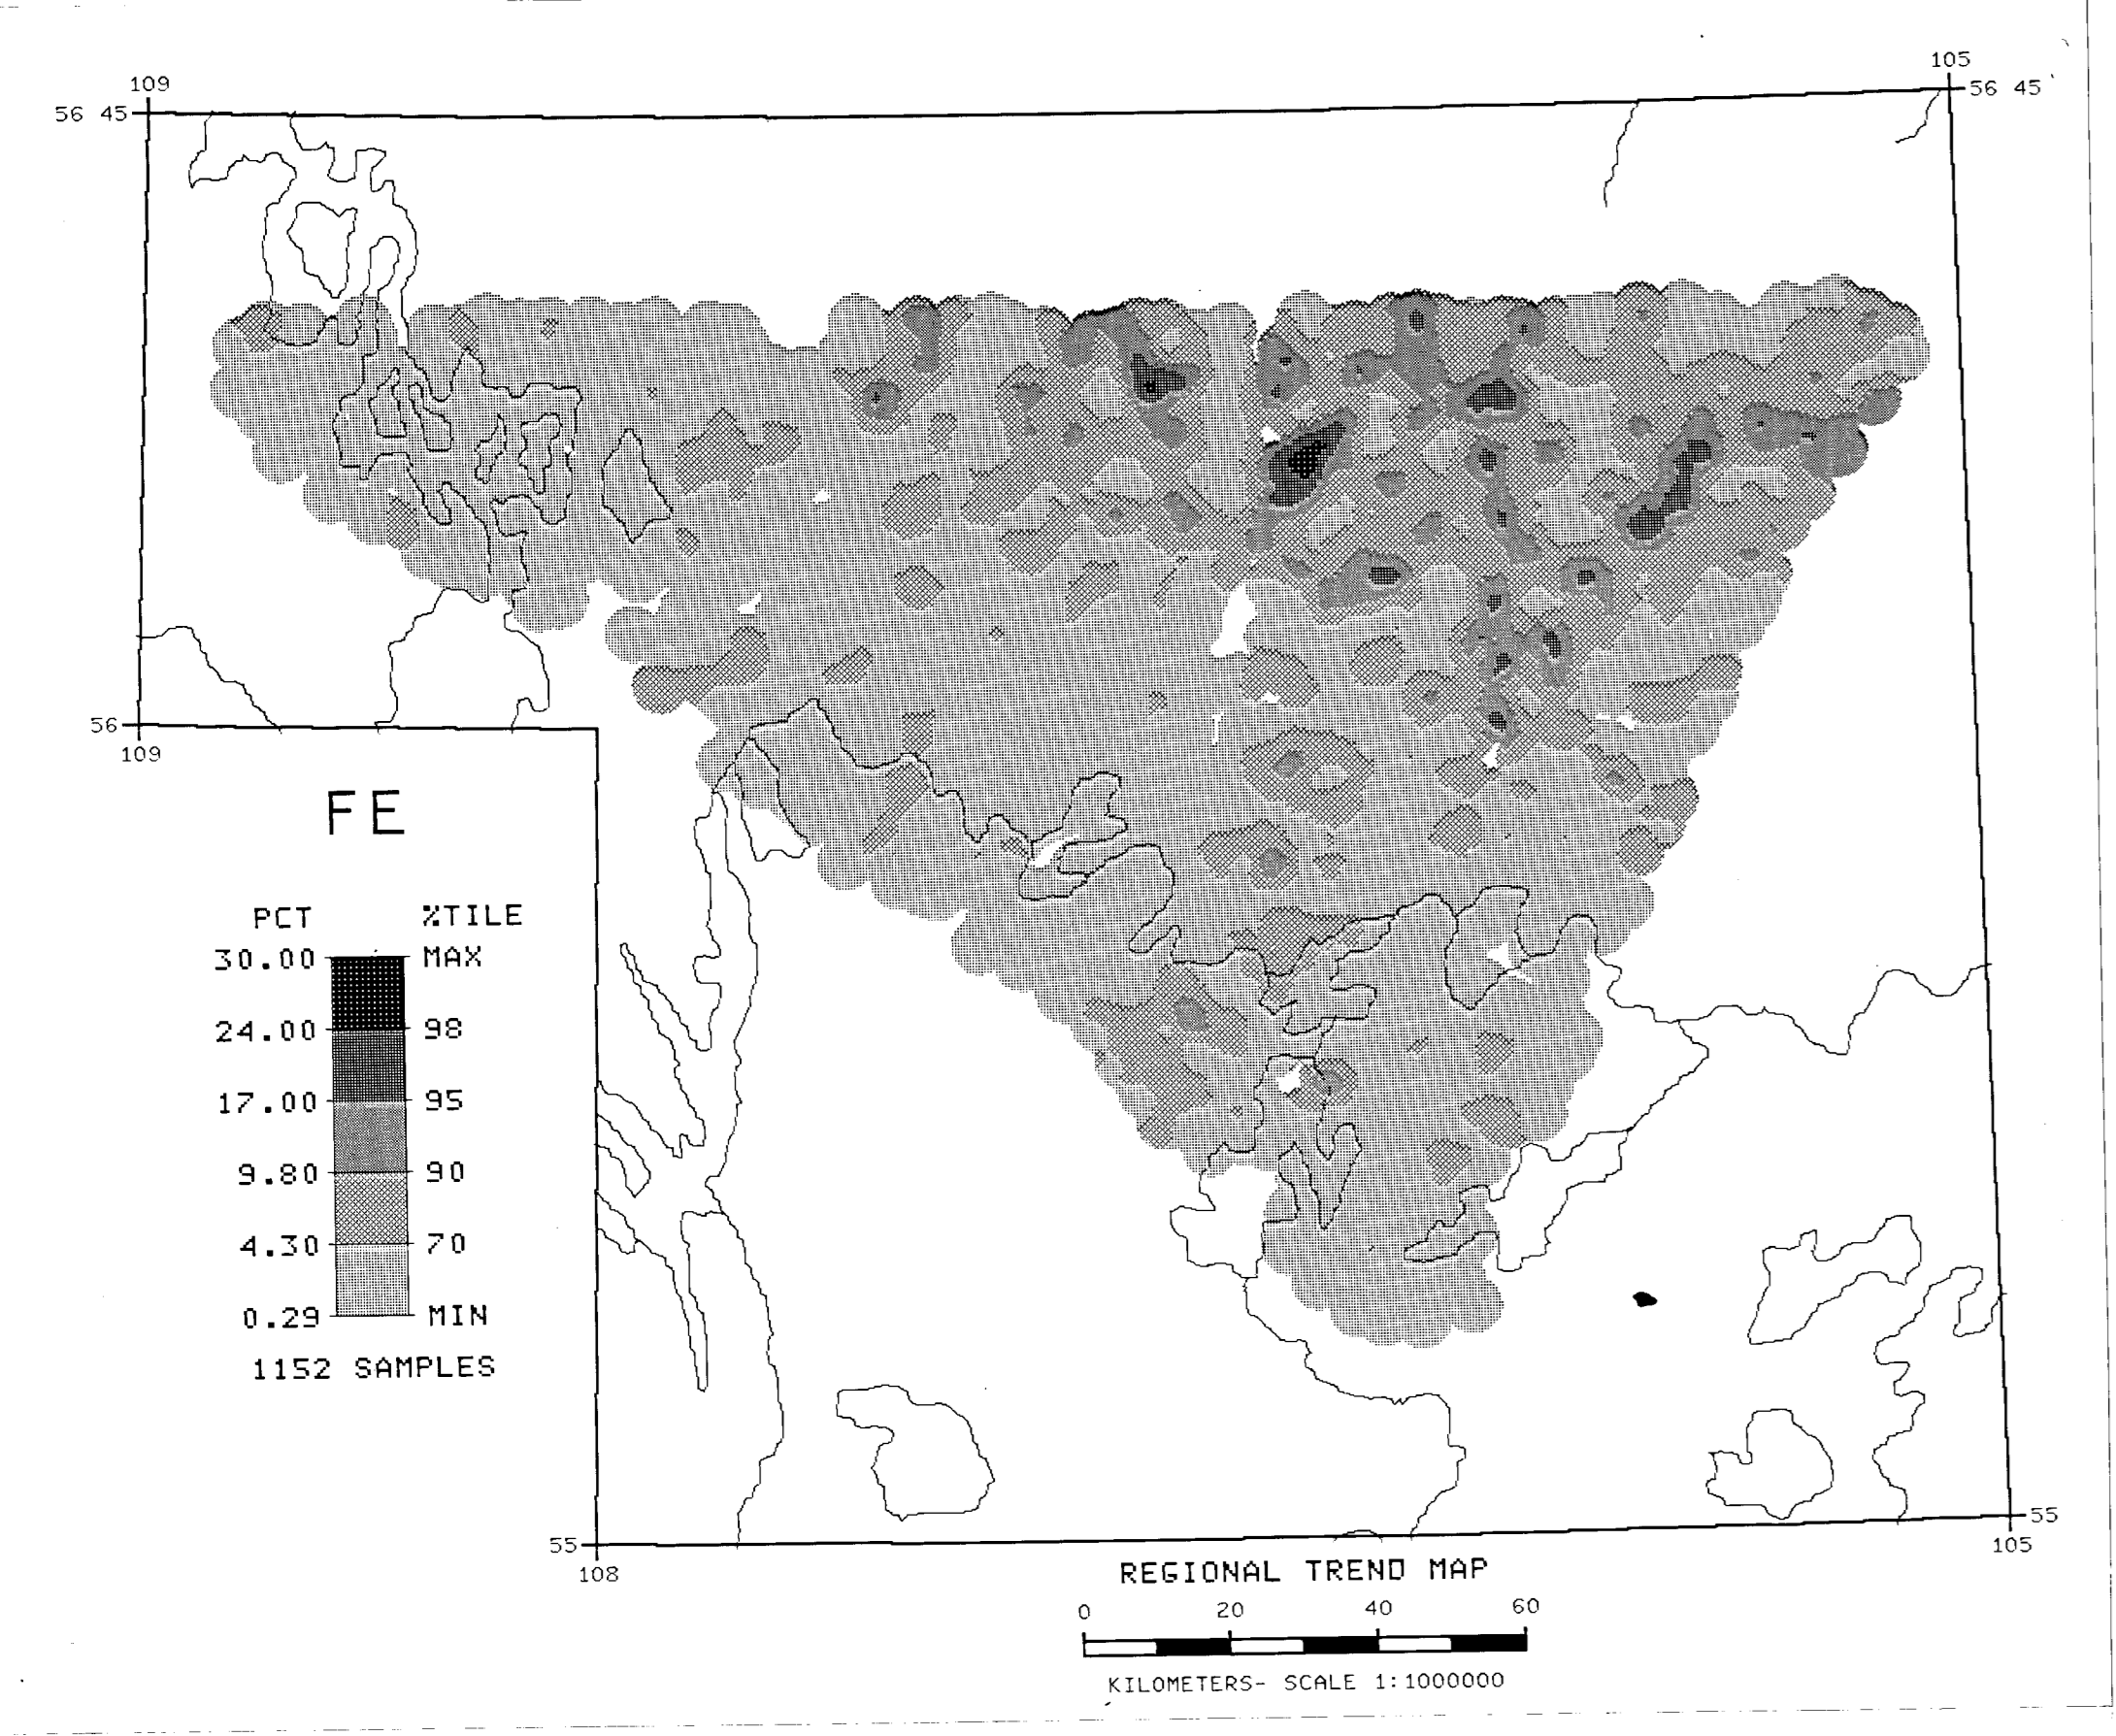 109
105
56 45
56 45
56
109
FE
PCT %TILE
30.00 MAX
24.00 98
17.00 95
9.80 90
4.30 70
0.29 MIN
1152 SAMPLES
55
55
108
105
REGIONAL TREND MAP
0 20 40 60
KILOMETERS- SCALE 1:1000000